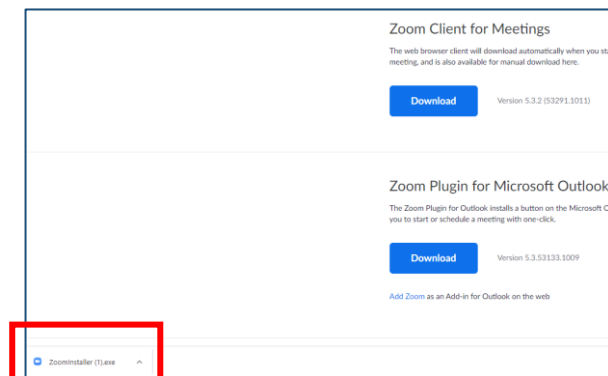 Zoom Client for Meetings
The web browser client will download automatically when you
meeting, and is also available for manual download here.
Download Version 5.3.2 (53291.1011)
Zoom Plugin for Microsoft Outlook
The Zoom Plugin for Outlook installs a button on the Microsoft
you to start or schedule a meeting with one-click.
Download Version 5.3.53133.1009
Add Zoom as an Add-in for Outlook on the web
ZoomInstaller (1).exe